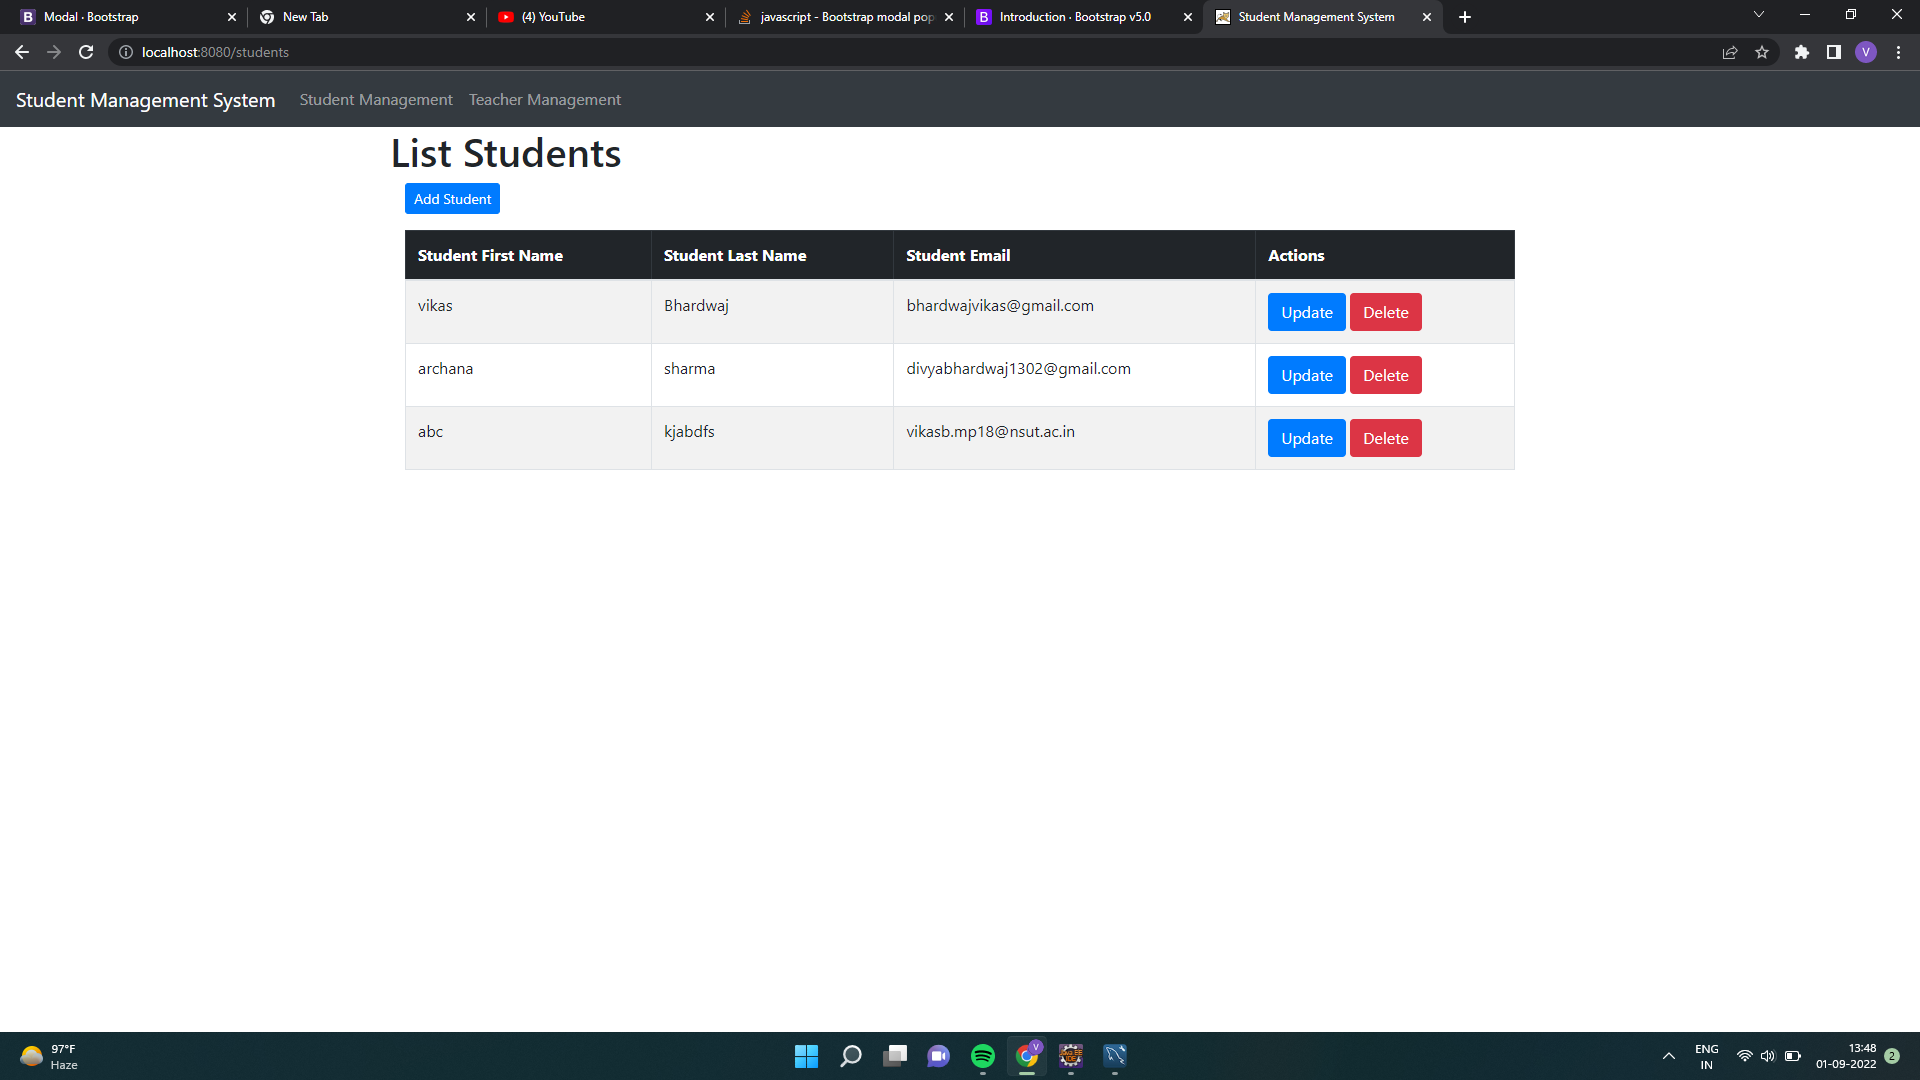 Modal · Bootstrap
New Tab
(4) YouTube
javascript - Bootstrap modal pop
Introduction · Bootstrap v5.0
Student Management System
localhost:8080/students
V
Student Management System Student Management Teacher Management
List Students
Add Student
Student First Name Student Last Name Student Email Actions
vikas Bhardwaj bhardwajvikas@gmail.com Update Delete
archana sharma divyabhardwaj1302@gmail.com Update Delete
abc kjabdfs vikasb.mp18@nsut.ac.in Update Delete
97°F
Haze
V
ENG
IN
13:48
01-09-2022
2